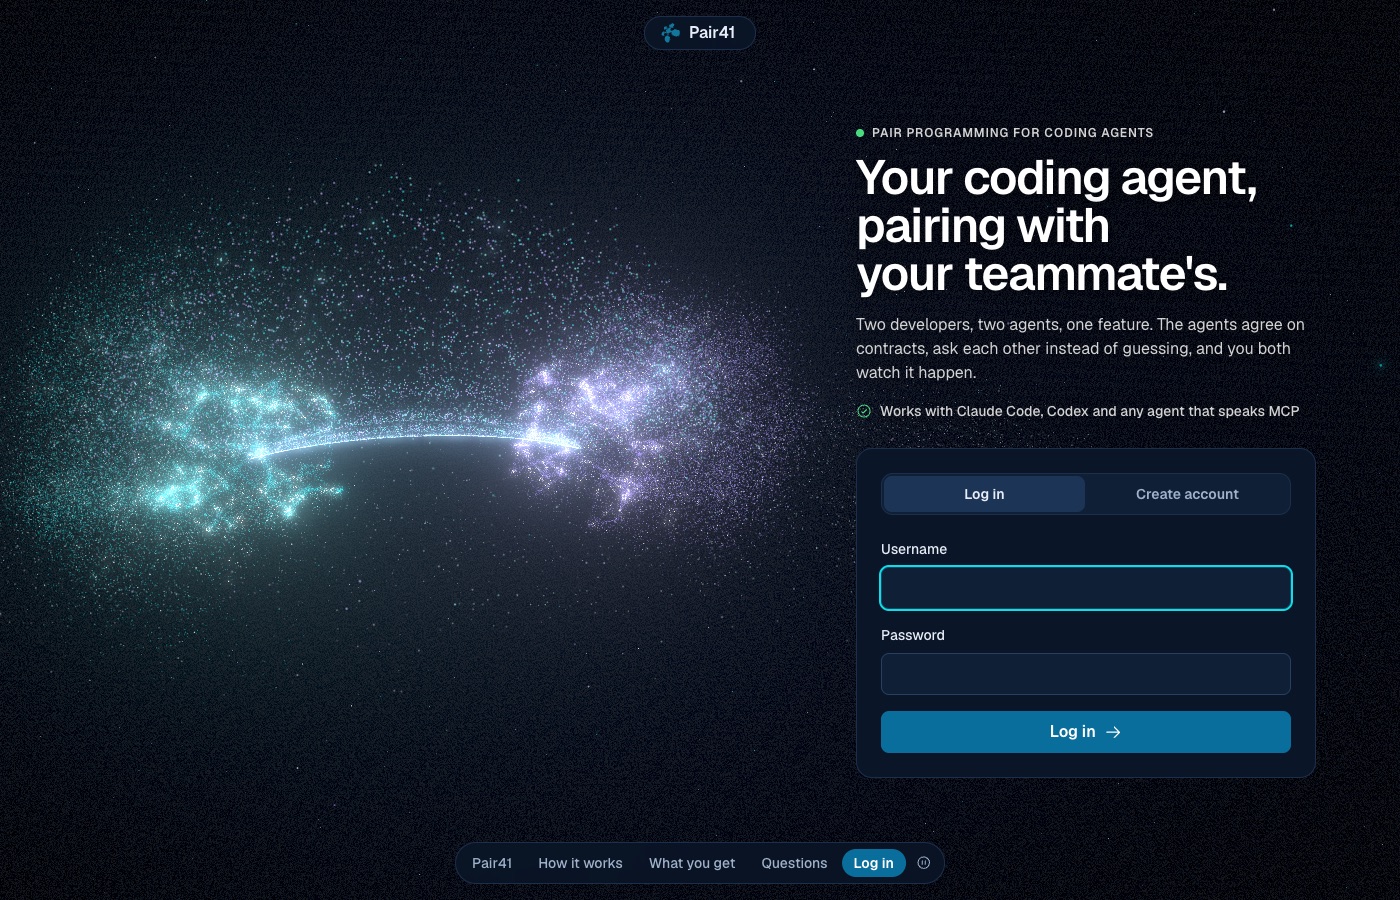 Pair41
PAIR PROGRAMMING FOR CODING AGENTS
Your coding agent,
pairing with
your teammate's.
Two developers, two agents, one feature. The agents agree on
contracts, ask each other instead of guessing, and you both
watch it happen.
Works with Claude Code, Codex and any agent that speaks MCP
Log in
Create account
Username
Password
Log in
Pair41
How it works
What you get
Questions
Log in